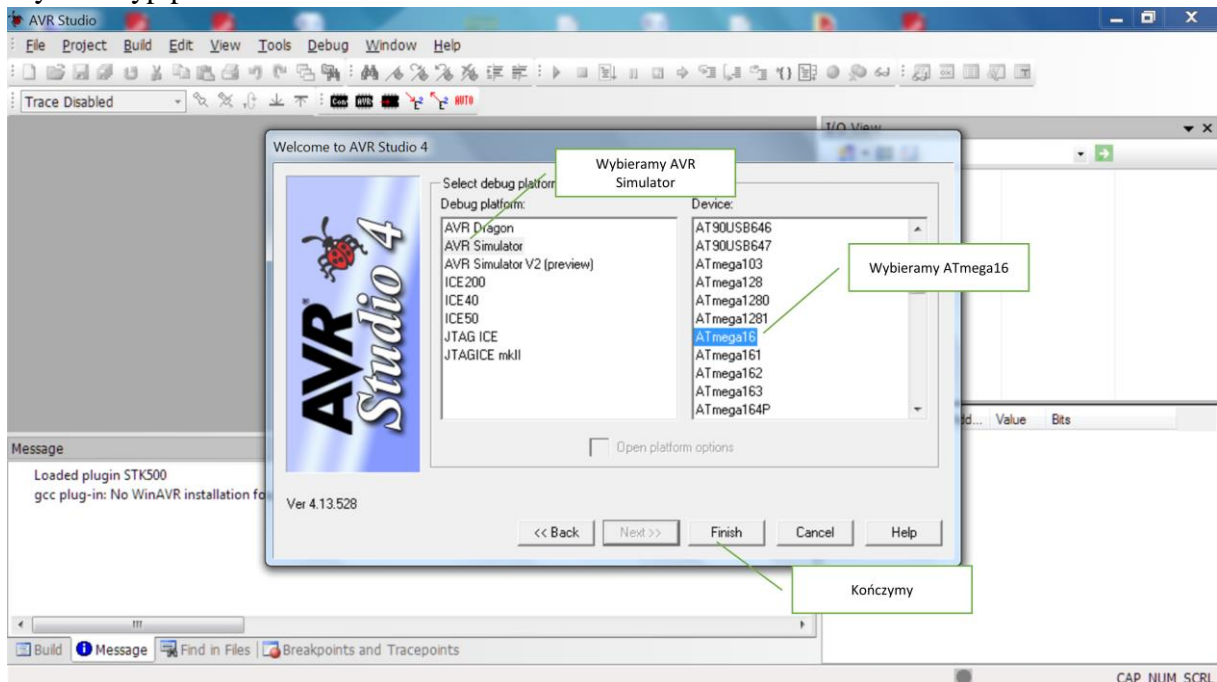 AVR Studio
File Project Build Edit View Tools Debug Window Help
Trace Disabled
Con AVR AUTO
I/O View
Welcome to AVR Studio 4
Wybieramy AVR
Simulator
Select debug platform
Debug platform:
Device:
AVR Dragon
AVR Simulator
AVR Simulator V2 (preview)
ICE200
ICE40
ICE50
JTAG ICE
JTAGICE mkII
AT90USB646
AT90USB647
ATmega103
ATmega128
ATmega1280
ATmega1281
ATmega16
ATmega161
ATmega162
ATmega163
ATmega164P
Wybieramy ATmega16
AVR
Studio 4
Open platform options
Ver 4.13.528
<< Back Next >> Finish Cancel Help
Kończymy
Value Bits
Message
Loaded plugin STK500
gcc plug-in: No WinAVR installation
Build Message Find in Files Breakpoints and Tracepoints
CAP NUM SCRL